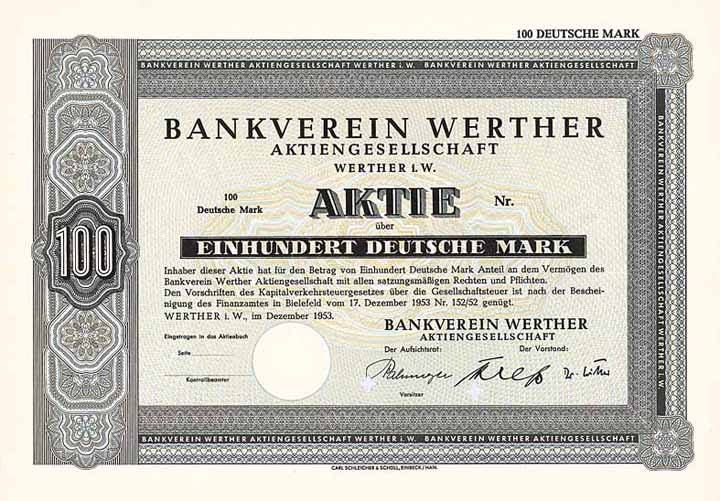 100 DEUTSCHE MARK
BANKVEREIN WERTHER AKTIENGESELLSCHAFT WERTHER i.W. BANKVEREIN WERTHER AKTIENGESELLSCHAFT
BANKVEREIN WERTHER
AKTIENGESELLSCHAFT
WERTHER i.W.
100
Deutsche Mark
AKTIE
Nr.
über
EINHUNDERT DEUTSCHE MARK
100
Inhaber dieser Aktie hat für den Betrag von Einhundert Deutsche Mark Anteil an dem Vermögen des
Bankverein Werther Aktiengesellschaft mit allen satzungsmäßigen Rechten und Pflichten.
Den Vorschriften des Kapitalverkehrsteuergesetzes über die Gesellschaftsteuer ist nach der Beschei-
nigung des Finanzamtes in Bielefeld vom 17. Dezember 1953 Nr. 152/52 genügt.
WERTHER i. W., im Dezember 1953.
BANKVEREIN WERTHER
AKTIENGESELLSCHAFT
Eingetragen in das Aktienbuch
Seite
Kontrollbeamter
Der Aufsichtsrat:
Der Vorstand:
Vorsitzer
BANKVEREIN WERTHER AKTIENGESELLSCHAFT WERTHER i.W.
BANKVEREIN WERTHER AKTIENGESELLSCHAFT WERTHER i.W. BANKVEREIN WERTHER AKTIENGESELLSCHAFT
CARL SCHLEICHER & SCHÜLL, EINBECK/HAN.